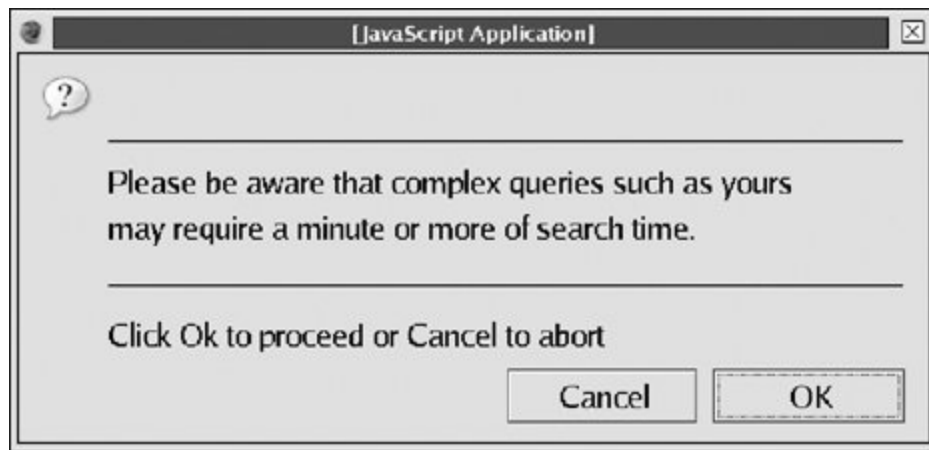 [JavaScript Application]
?
Please be aware that complex queries such as yours
may require a minute or more of search time.
Click Ok to proceed or Cancel to abort
Cancel OK